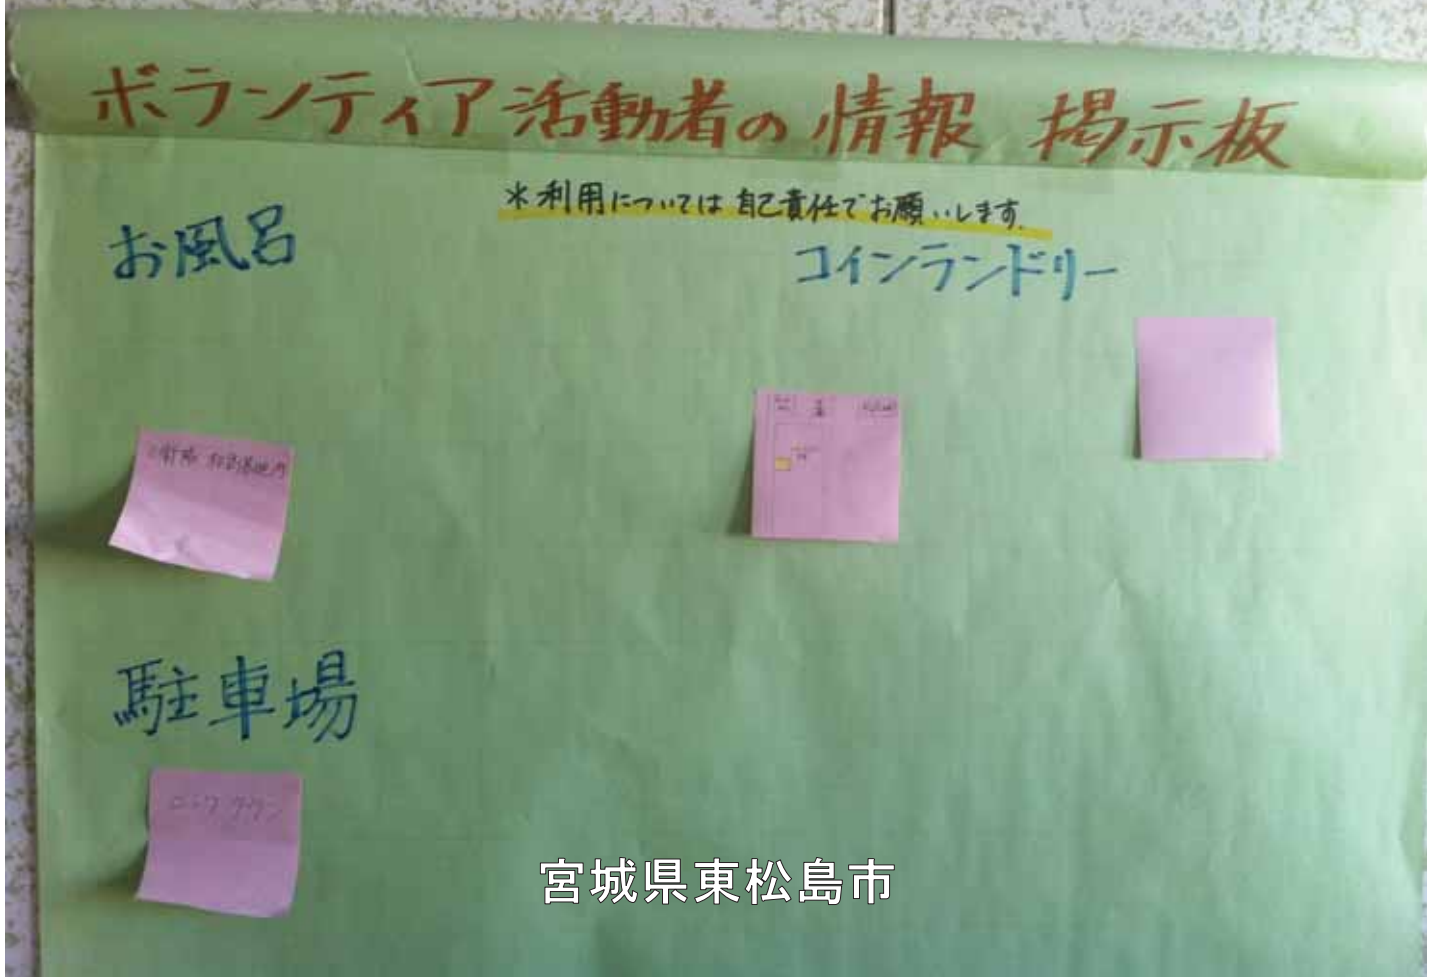 ボランティア活動者の情報 掲示板
*利用については自己責任でお願いします。
お風呂
コインランドリー
駐車場
宮城県東松島市